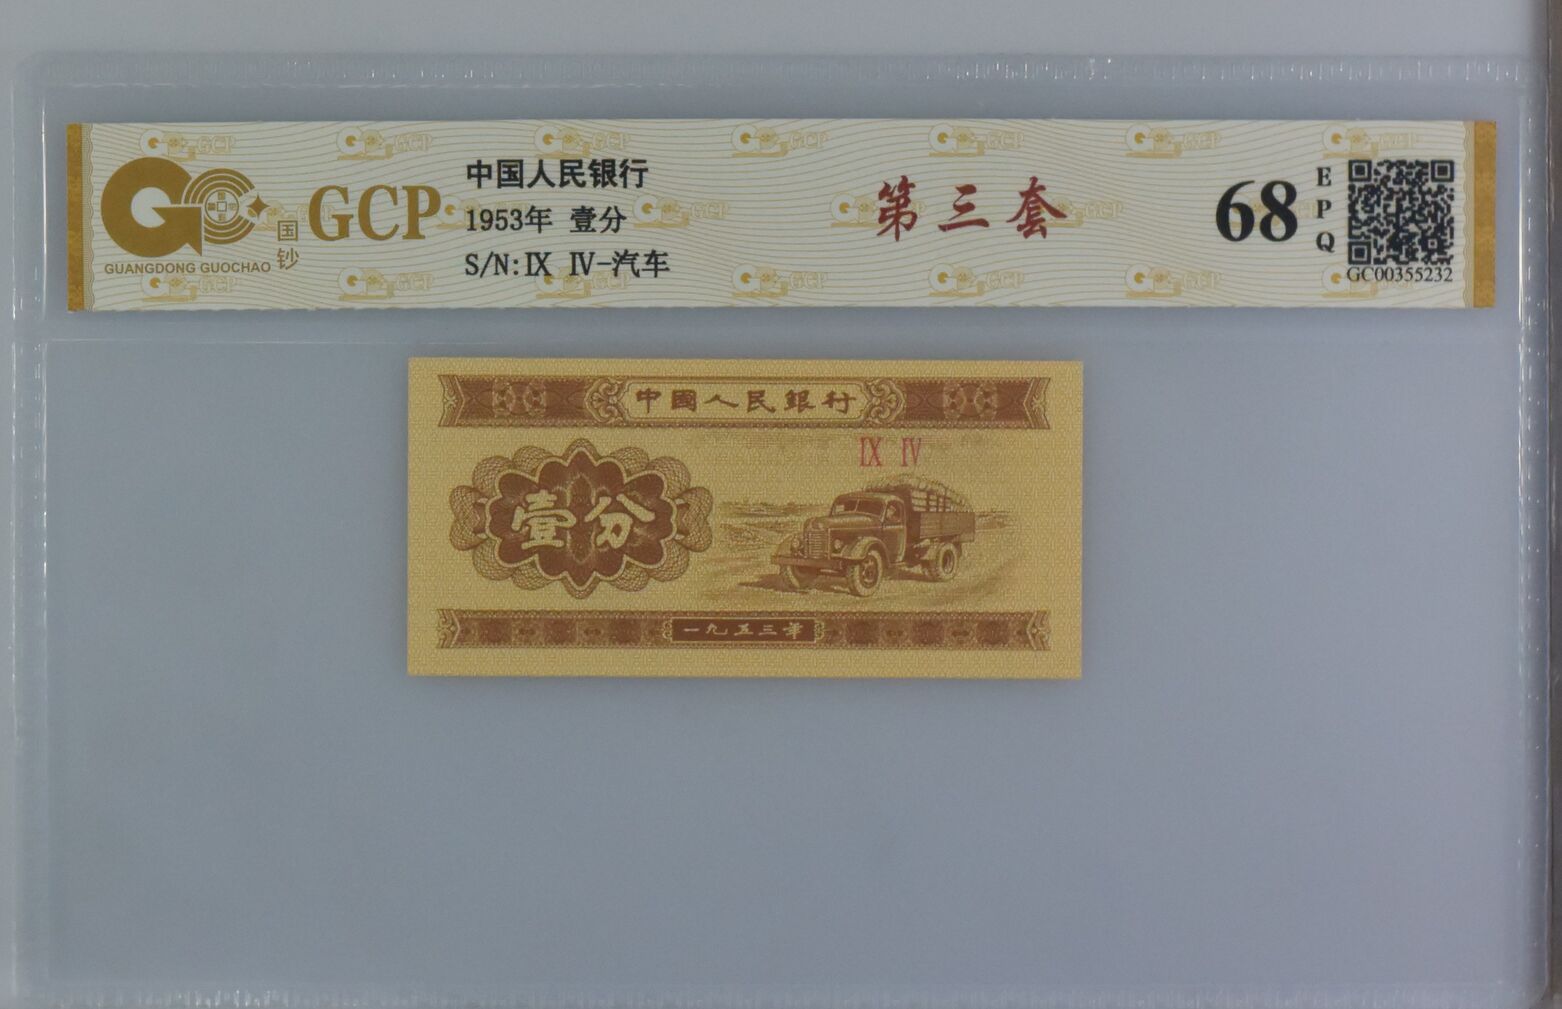 GUANGDONG GUOCHAO
国钞
GCP
中国人民银行
1953年 壹分
S/N:Ⅸ Ⅳ-汽车
第三套
68
EPQ
GC00355232
中國人民銀行
Ⅸ Ⅳ
壹分
一九五三年